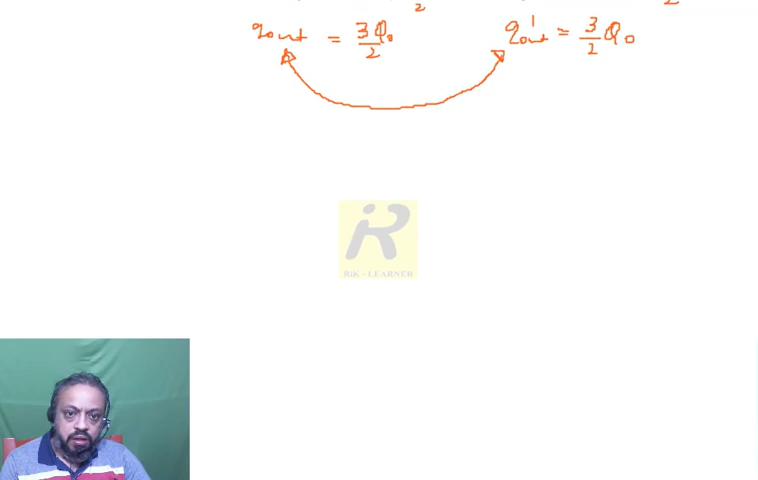 q_out = 3Q₀/2 q'_out = 3/2 Q₀
RiK - LEARNER